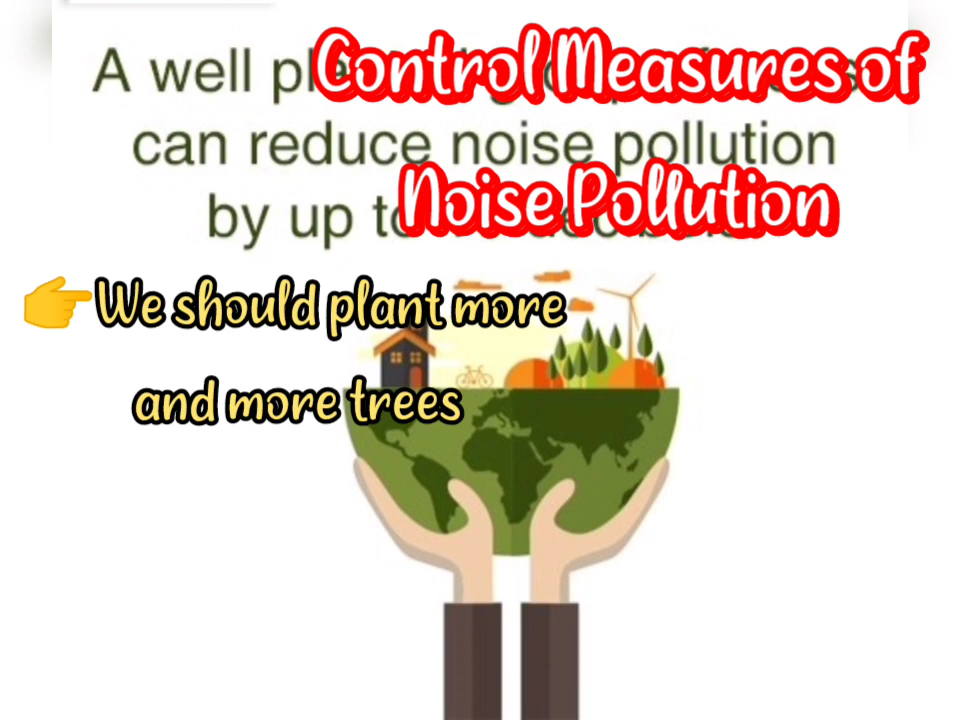 Control Measures of
Noise Pollution
A well
can reduce noise pollution
by up to
👉We should plant more
and more trees